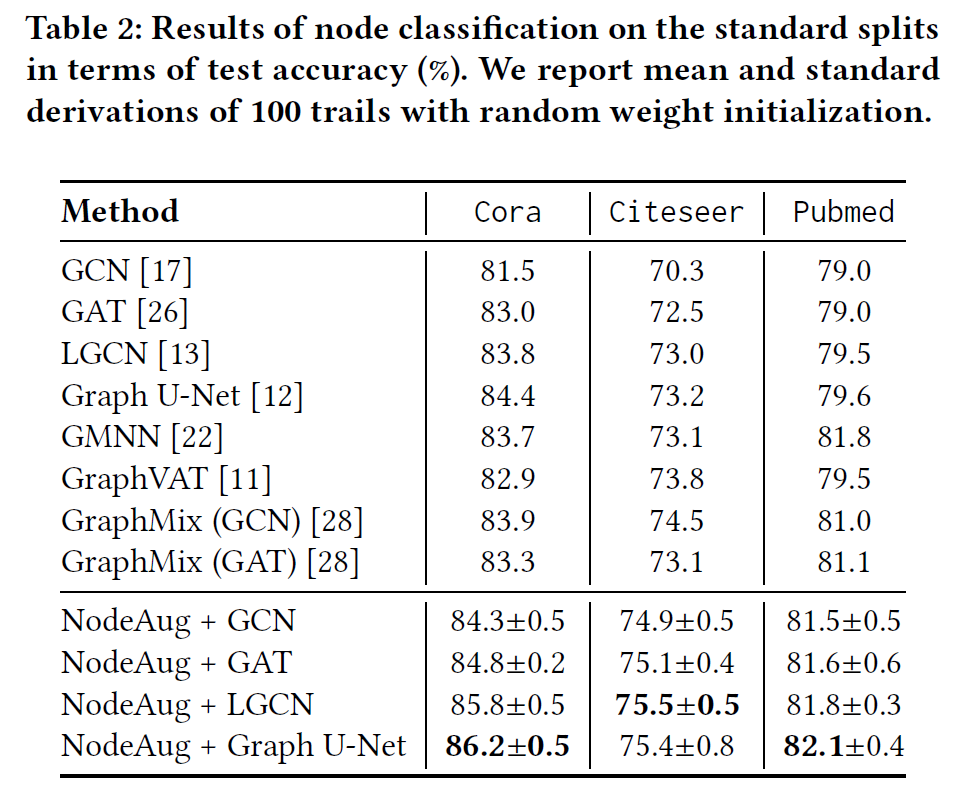 Table 2: Results of node classification on the standard splits
in terms of test accuracy (%). We report mean and standard
derivations of 100 trails with random weight initialization.
Method Cora Citeseer Pubmed
GCN [17] 81.5 70.3 79.0
GAT [26] 83.0 72.5 79.0
LGCN [13] 83.8 73.0 79.5
Graph U-Net [12] 84.4 73.2 79.6
GMNN [22] 83.7 73.1 81.8
GraphVAT [11] 82.9 73.8 79.5
GraphMix (GCN) [28] 83.9 74.5 81.0
GraphMix (GAT) [28] 83.3 73.1 81.1
NodeAug + GCN 84.3±0.5 74.9±0.5 81.5±0.5
NodeAug + GAT 84.8±0.2 75.1±0.4 81.6±0.6
NodeAug + LGCN 85.8±0.5 75.5±0.5 81.8±0.3
NodeAug + Graph U-Net 86.2±0.5 75.4±0.8 82.1±0.4